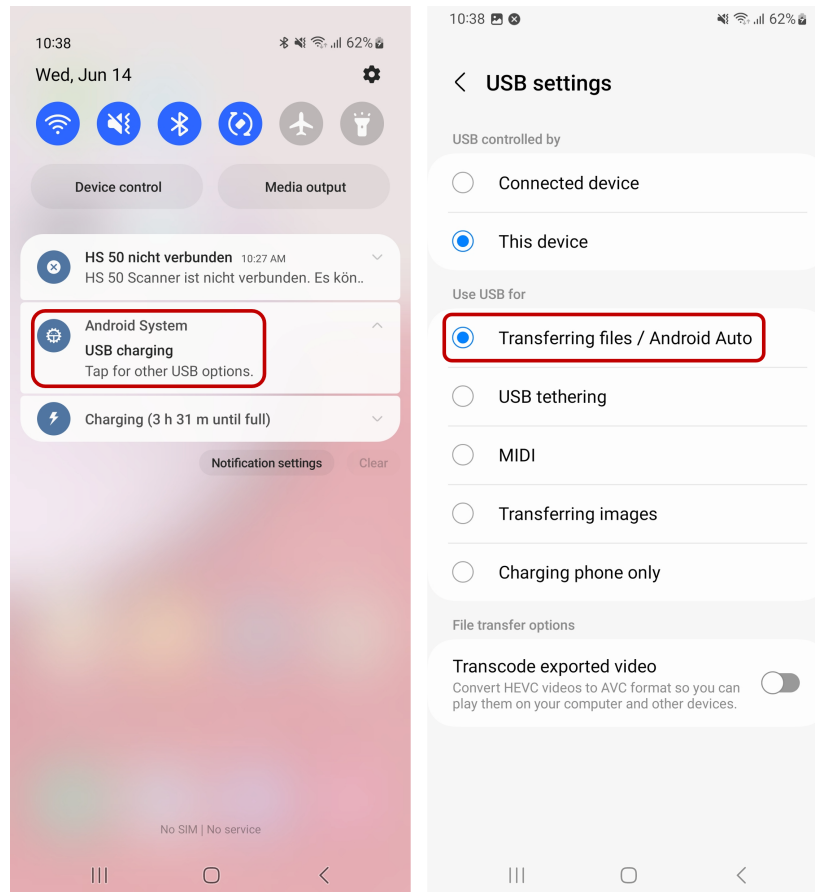 10:38 62%
Wed, Jun 14
Device control Media output
HS 50 nicht verbunden 10:27 AM
HS 50 Scanner ist nicht verbunden. Es kön..
Android System
USB charging
Tap for other USB options.
Charging (3 h 31 m until full)
Notification settings Clear
No SIM | No service
10:38 62%
USB settings
USB controlled by
Connected device
This device
Use USB for
Transferring files / Android Auto
USB tethering
MIDI
Transferring images
Charging phone only
File transfer options
Transcode exported video
Convert HEVC videos to AVC format so you can
play them on your computer and other devices.